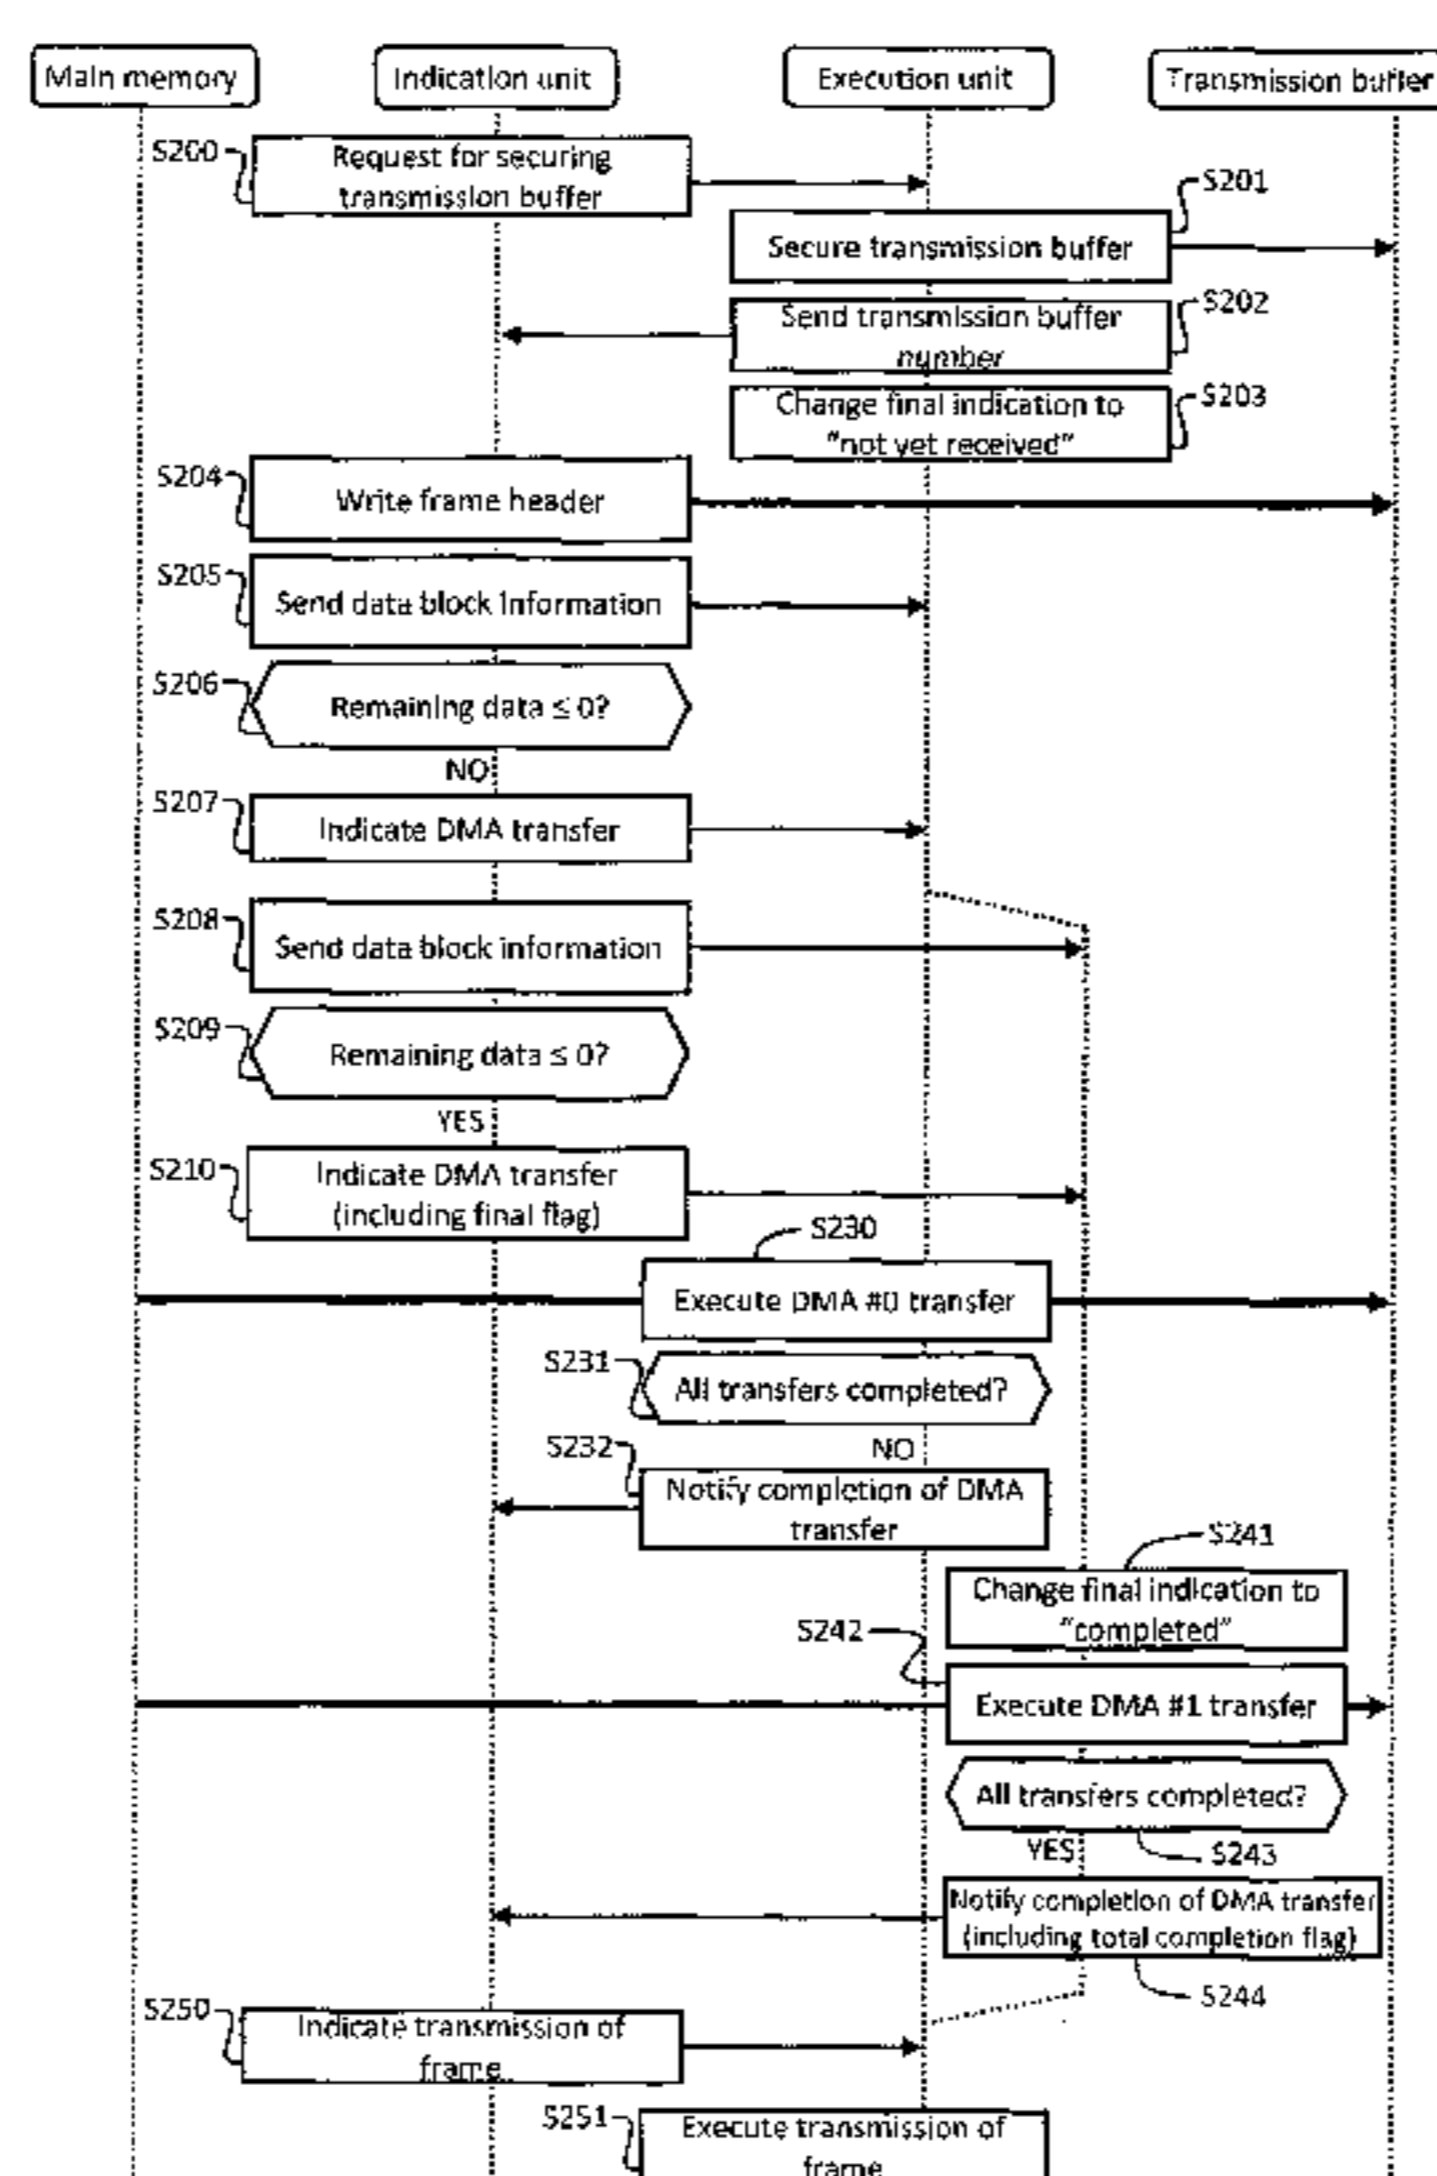 Main memory
Indication unit
Execution unit
Transmission buffer
S200
Request for securing
transmission buffer
S201
Secure transmission buffer
S202
Send transmission buffer
number
S203
Change final indication to
"not yet received"
S204
Write frame header
S205
Send data block information
S206
Remaining data ≤ 0?
NO
S207
Indicate DMA transfer
S208
Send data block information
S209
Remaining data ≤ 0?
YES
S210
Indicate DMA transfer
(including final flag)
S230
Execute DMA #0 transfer
S231
All transfers completed?
NO
S232
Notify completion of DMA
transfer
S241
Change final indication to
"completed"
S242
Execute DMA #1 transfer
All transfers completed?
YES
S243
Notify completion of DMA transfer
(including total completion flag)
S244
S250
Indicate transmission of
frame
S251
Execute transmission of
frame